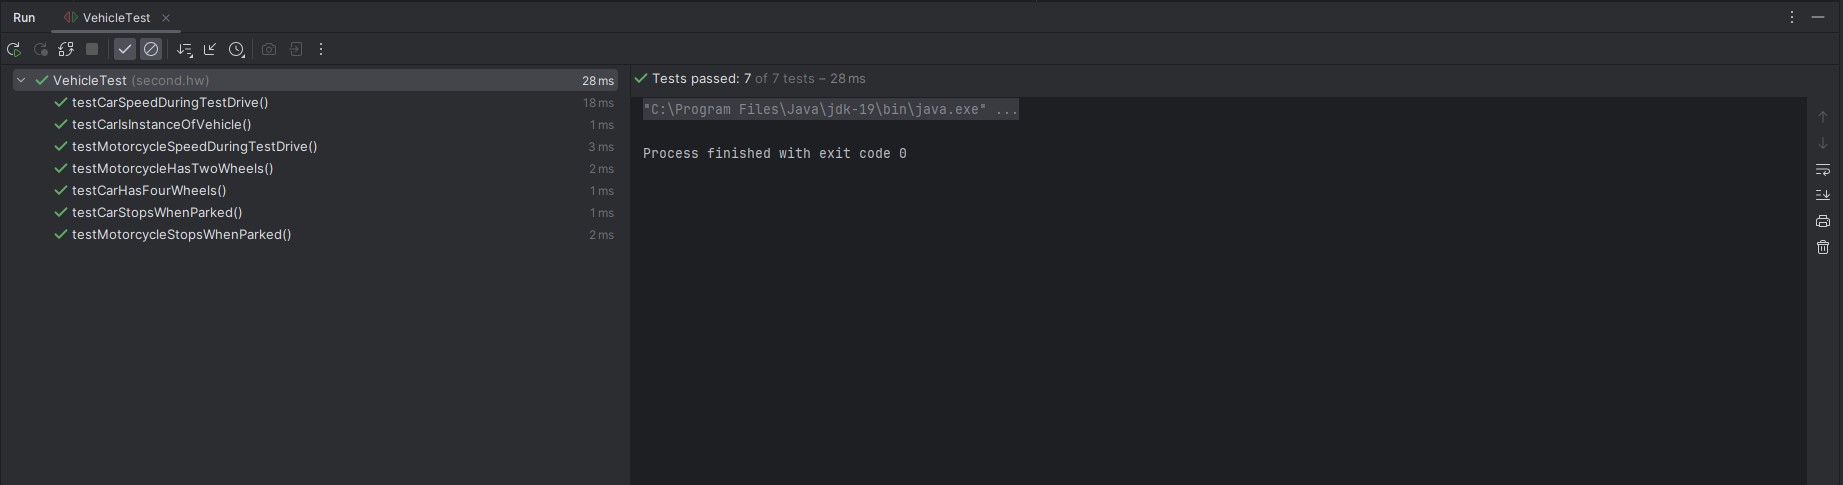 Run VehicleTest
VehicleTest (second.hw) 28 ms
testCarSpeedDuringTestDrive() 18 ms
testCarIsInstanceOfVehicle() 1 ms
testMotorcycleSpeedDuringTestDrive() 3 ms
testMotorcycleHasTwoWheels() 2 ms
testCarHasFourWheels() 1 ms
testCarStopsWhenParked() 1 ms
testMotorcycleStopsWhenParked() 2 ms
Tests passed: 7 of 7 tests – 28 ms
"C:\Program Files\Java\jdk-19\bin\java.exe" ...
Process finished with exit code 0